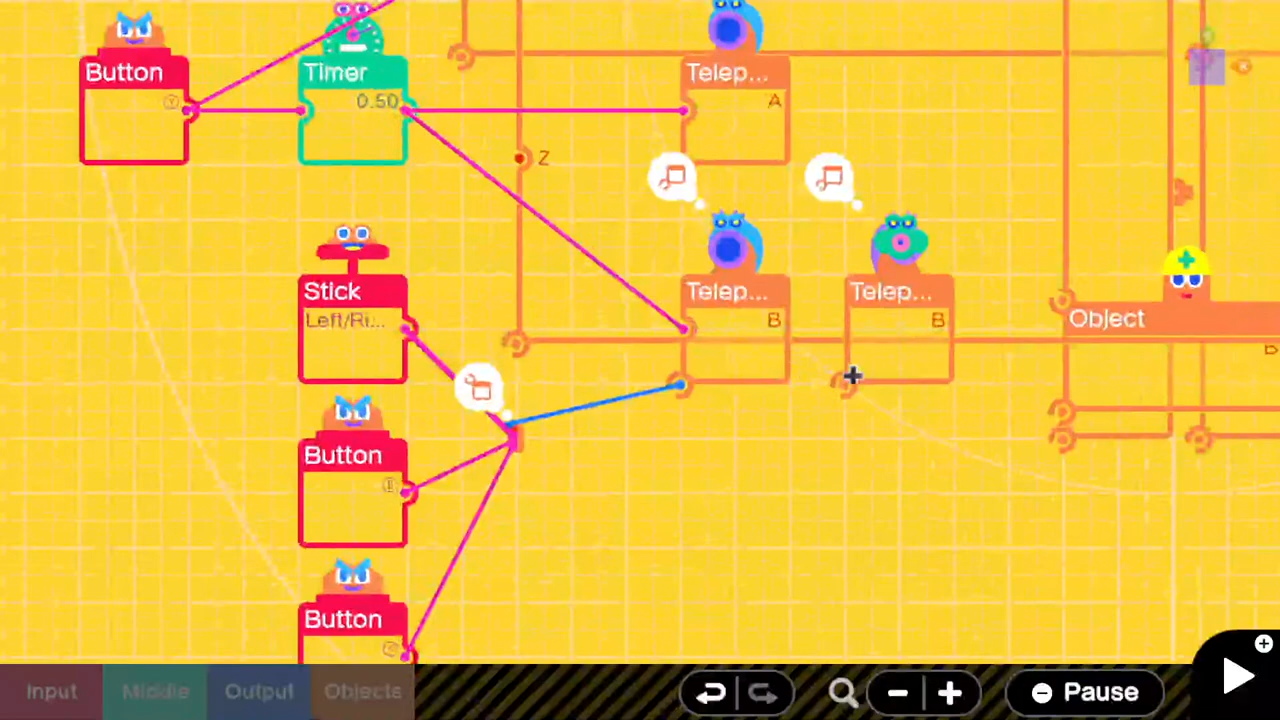 Button
Timer
0.50
Telep...
A
Z
Stick
Left/Ri...
Telep...
B
Telep...
B
Object
B
Button
Button
Input
Middle
Output
Objects
Pause